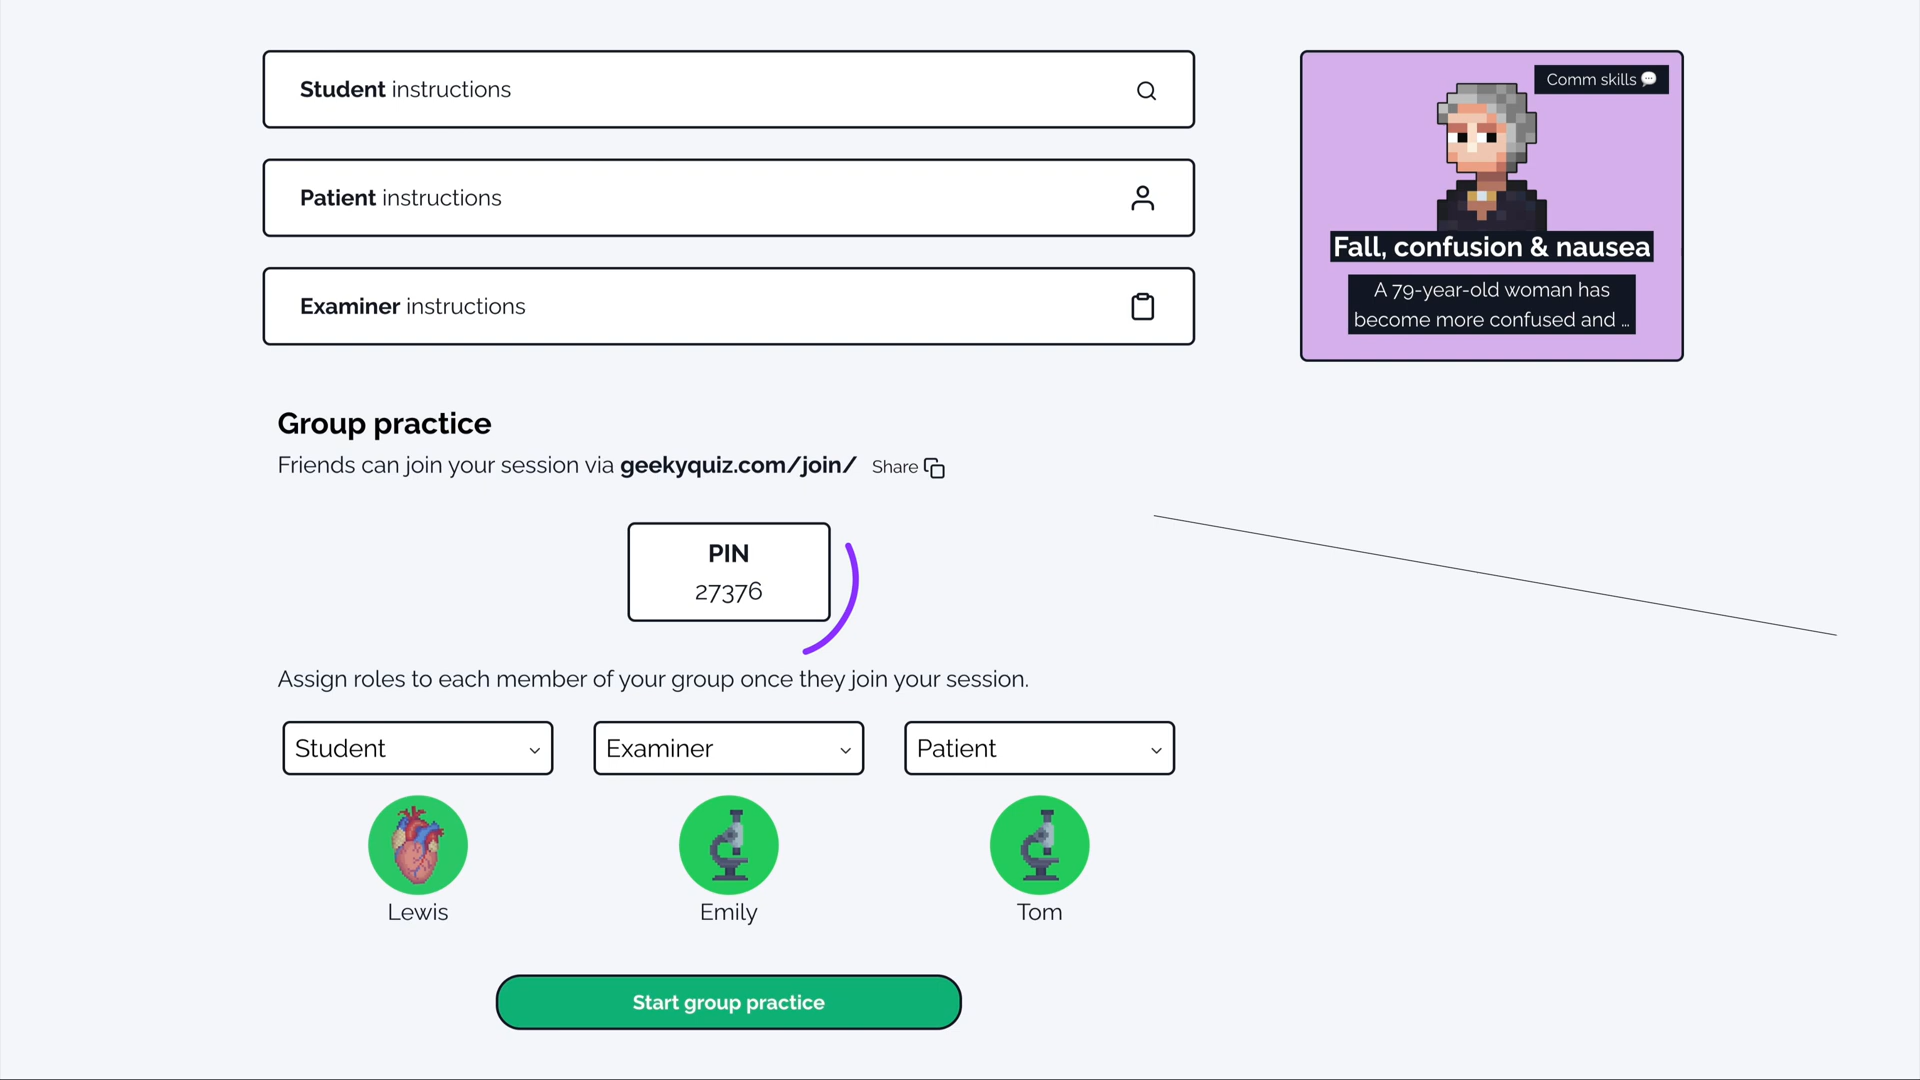 Student instructions
Patient instructions
Examiner instructions
Comm skills
Fall, confusion & nausea
A 79-year-old woman has
become more confused and ...
Group practice
Friends can join your session via geekyquiz.com/join/ Share
PIN
27376
Assign roles to each member of your group once they join your session.
Student
Examiner
Patient
Lewis
Emily
Tom
Start group practice